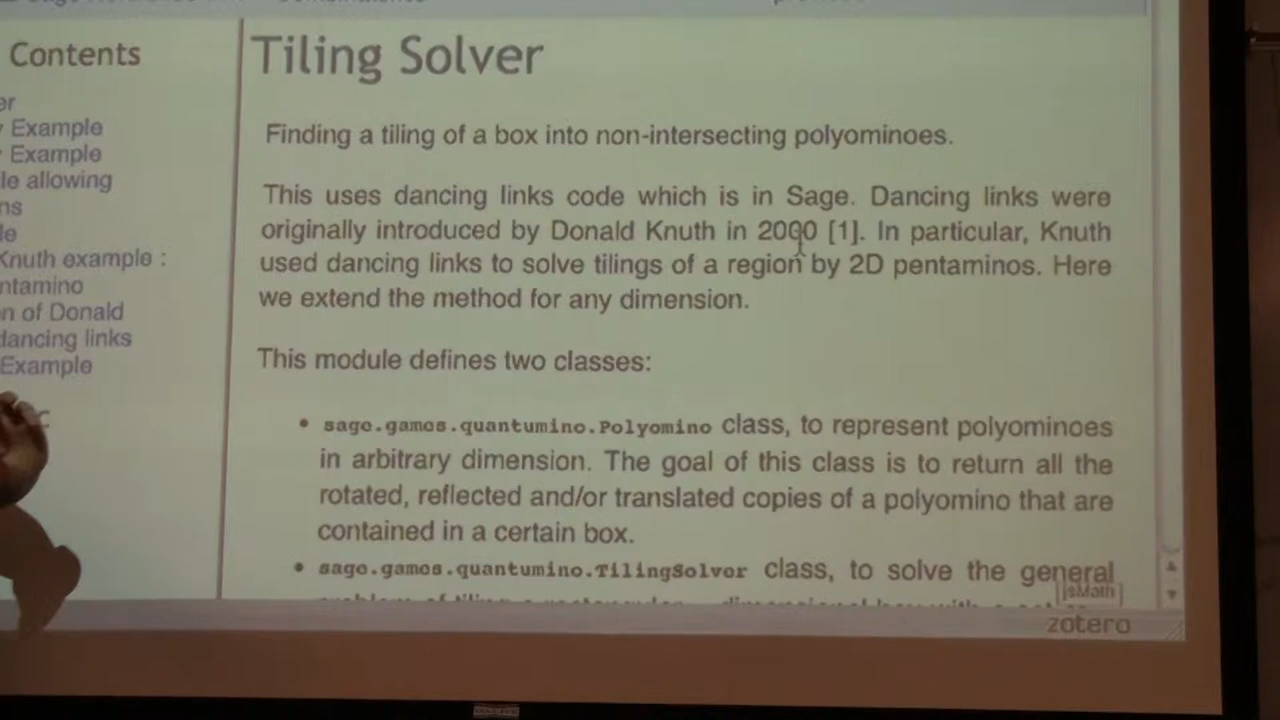 Contents
er
Example
Example
le allowing
ns
le
Knuth example :
ntamino
n of Donald
dancing links
Example
Tiling Solver
Finding a tiling of a box into non-intersecting polyominoes.
This uses dancing links code which is in Sage. Dancing links were
originally introduced by Donald Knuth in 2000 [1]. In particular, Knuth
used dancing links to solve tilings of a region by 2D pentaminos. Here
we extend the method for any dimension.
This module defines two classes:
• sage.games.quantumino.Polyomino class, to represent polyominoes
in arbitrary dimension. The goal of this class is to return all the
rotated, reflected and/or translated copies of a polyomino that are
contained in a certain box.
• sage.games.quantumino.TilingSolver class, to solve the general
jsMath
zotero